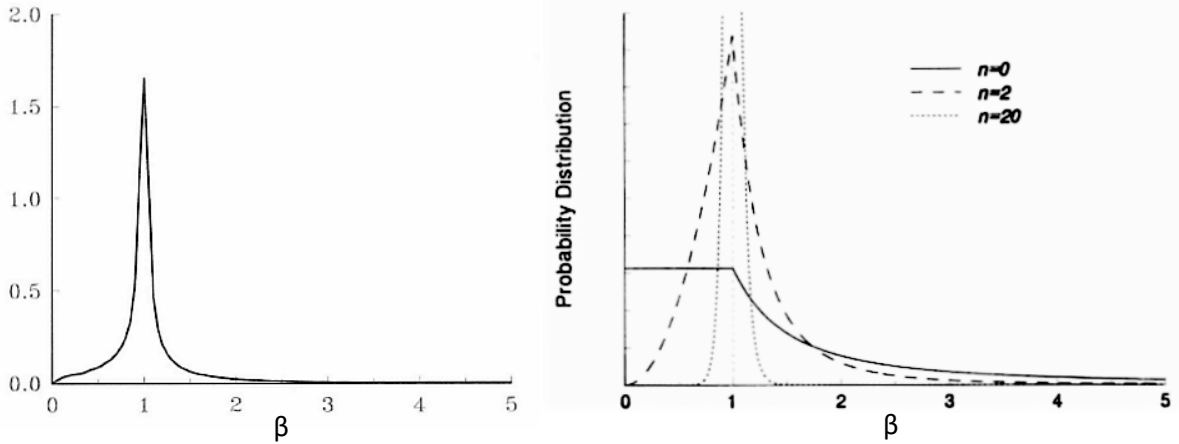 2.0
1.5
1.0
0.5
0.0
0 1 2 3 4 5
β
Probability Distribution
n=0
n=2
n=20
0 1 2 3 4 5
β